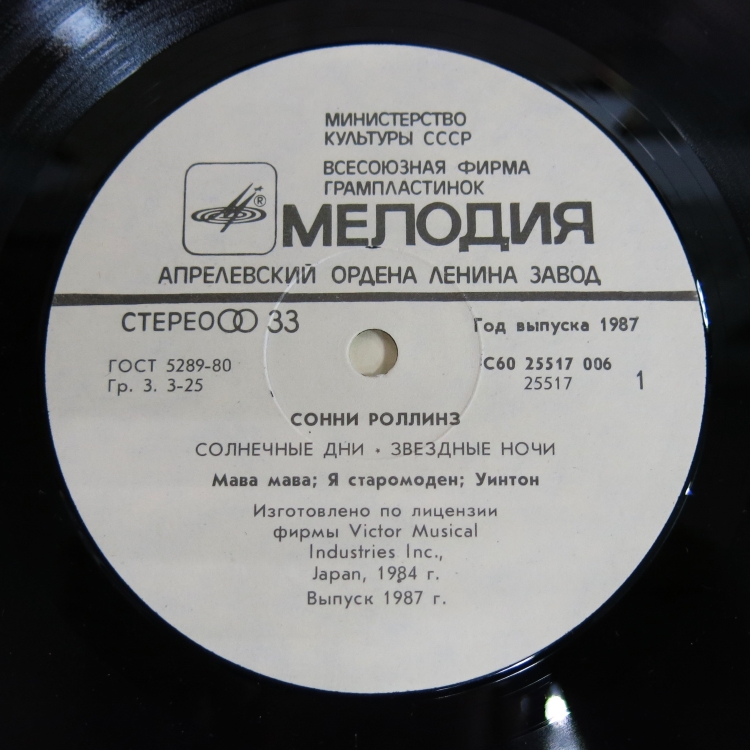 МИНИСТЕРСТВО
КУЛЬТУРЫ СССР
ВСЕСОЮЗНАЯ ФИРМА
ГРАМПЛАСТИНОК
®
МЕЛОДИЯ
АПРЕЛЕВСКИЙ ОРДЕНА ЛЕНИНА ЗАВОД
СТЕРЕО 33
Год выпуска 1987
ГОСТ 5289-80
С60 25517 006
Гр. 3. 3-25
25517
1
СОННИ РОЛЛИНЗ
СОЛНЕЧНЫЕ ДНИ • ЗВЕЗДНЫЕ НОЧИ
Мава мава; Я старомоден; Уинтон
Изготовлено по лицензии
фирмы Victor Musical
Industries Inc.,
Japan, 1984 г.
Выпуск 1987 г.